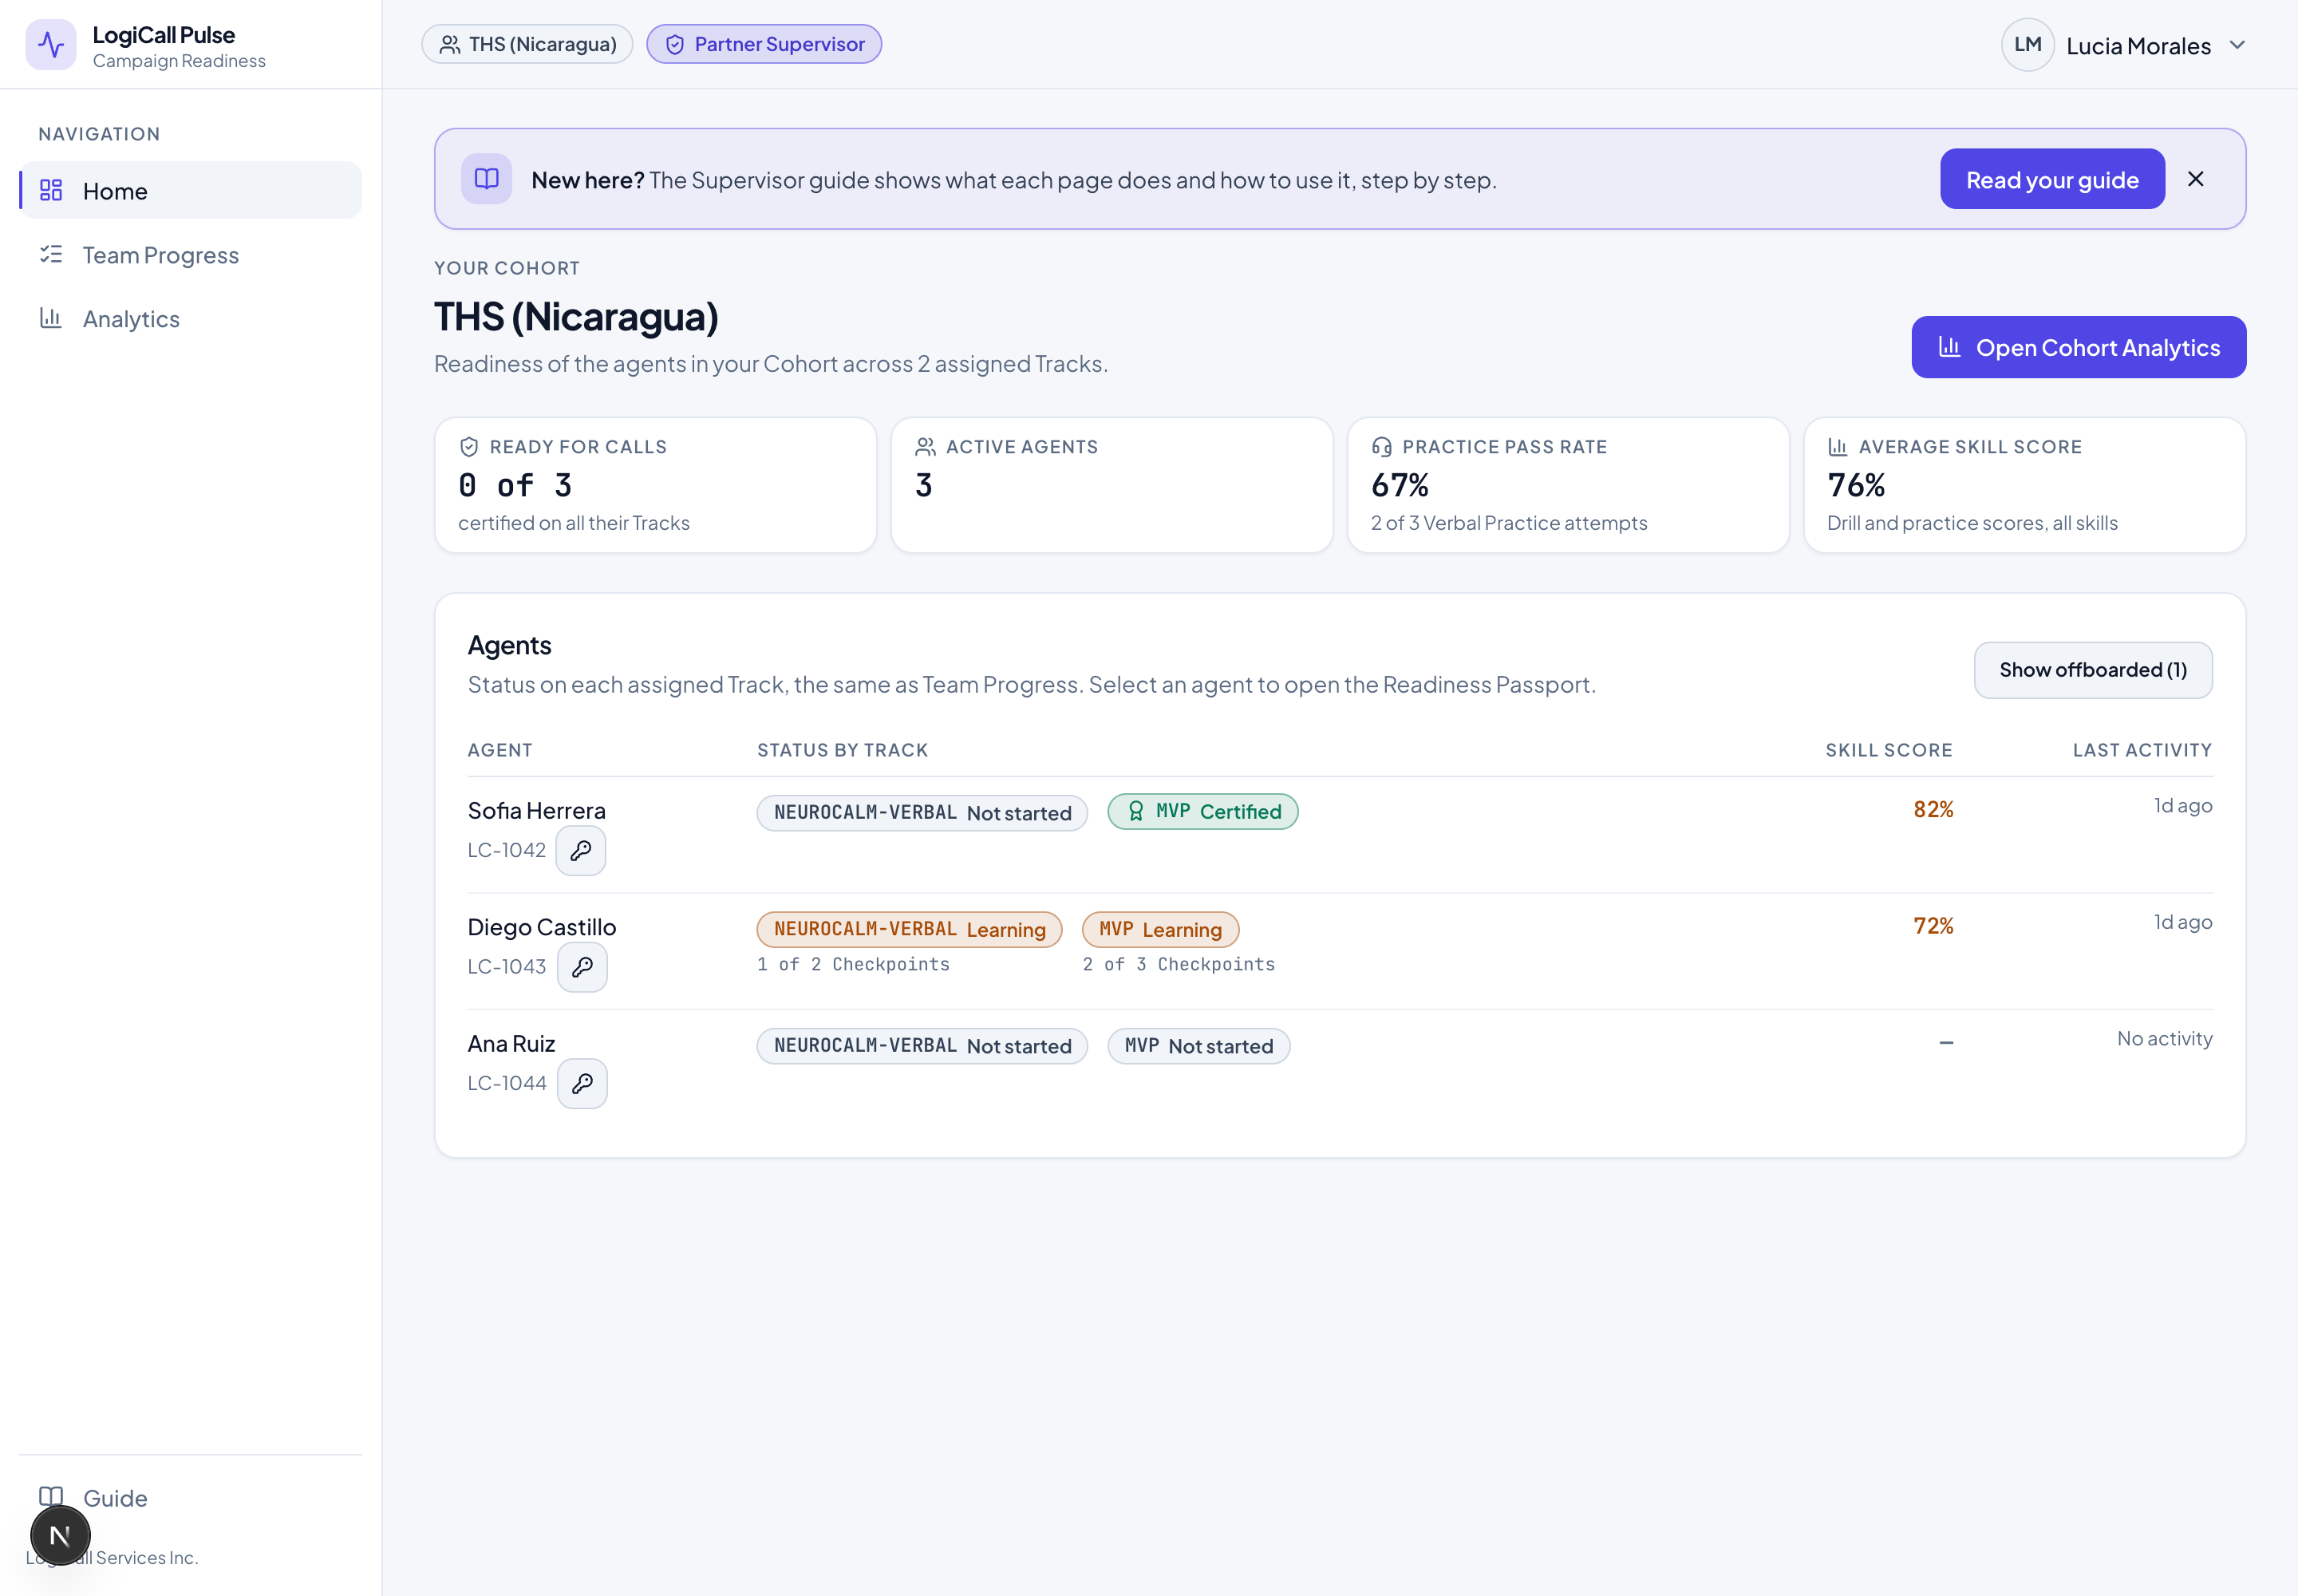 LogiCall Pulse
Campaign Readiness
THS (Nicaragua)
Partner Supervisor
LM
Lucia Morales
NAVIGATION
Home
Team Progress
Analytics
New here? The Supervisor guide shows what each page does and how to use it, step by step.
Read your guide
YOUR COHORT
THS (Nicaragua)
Readiness of the agents in your Cohort across 2 assigned Tracks.
Open Cohort Analytics
READY FOR CALLS
0 of 3
certified on all their Tracks
ACTIVE AGENTS
3
PRACTICE PASS RATE
67%
2 of 3 Verbal Practice attempts
AVERAGE SKILL SCORE
76%
Drill and practice scores, all skills
Agents
Status on each assigned Track, the same as Team Progress. Select an agent to open the Readiness Passport.
Show offboarded (1)
AGENT STATUS BY TRACK SKILL SCORE LAST ACTIVITY
Sofia Herrera NEUROCALM-VERBAL Not started MVP Certified 82% 1d ago
LC-1042
Diego Castillo NEUROCALM-VERBAL Learning MVP Learning 72% 1d ago
LC-1043 1 of 2 Checkpoints 2 of 3 Checkpoints
Ana Ruiz NEUROCALM-VERBAL Not started MVP Not started – No activity
LC-1044
Guide
N
Services Inc.